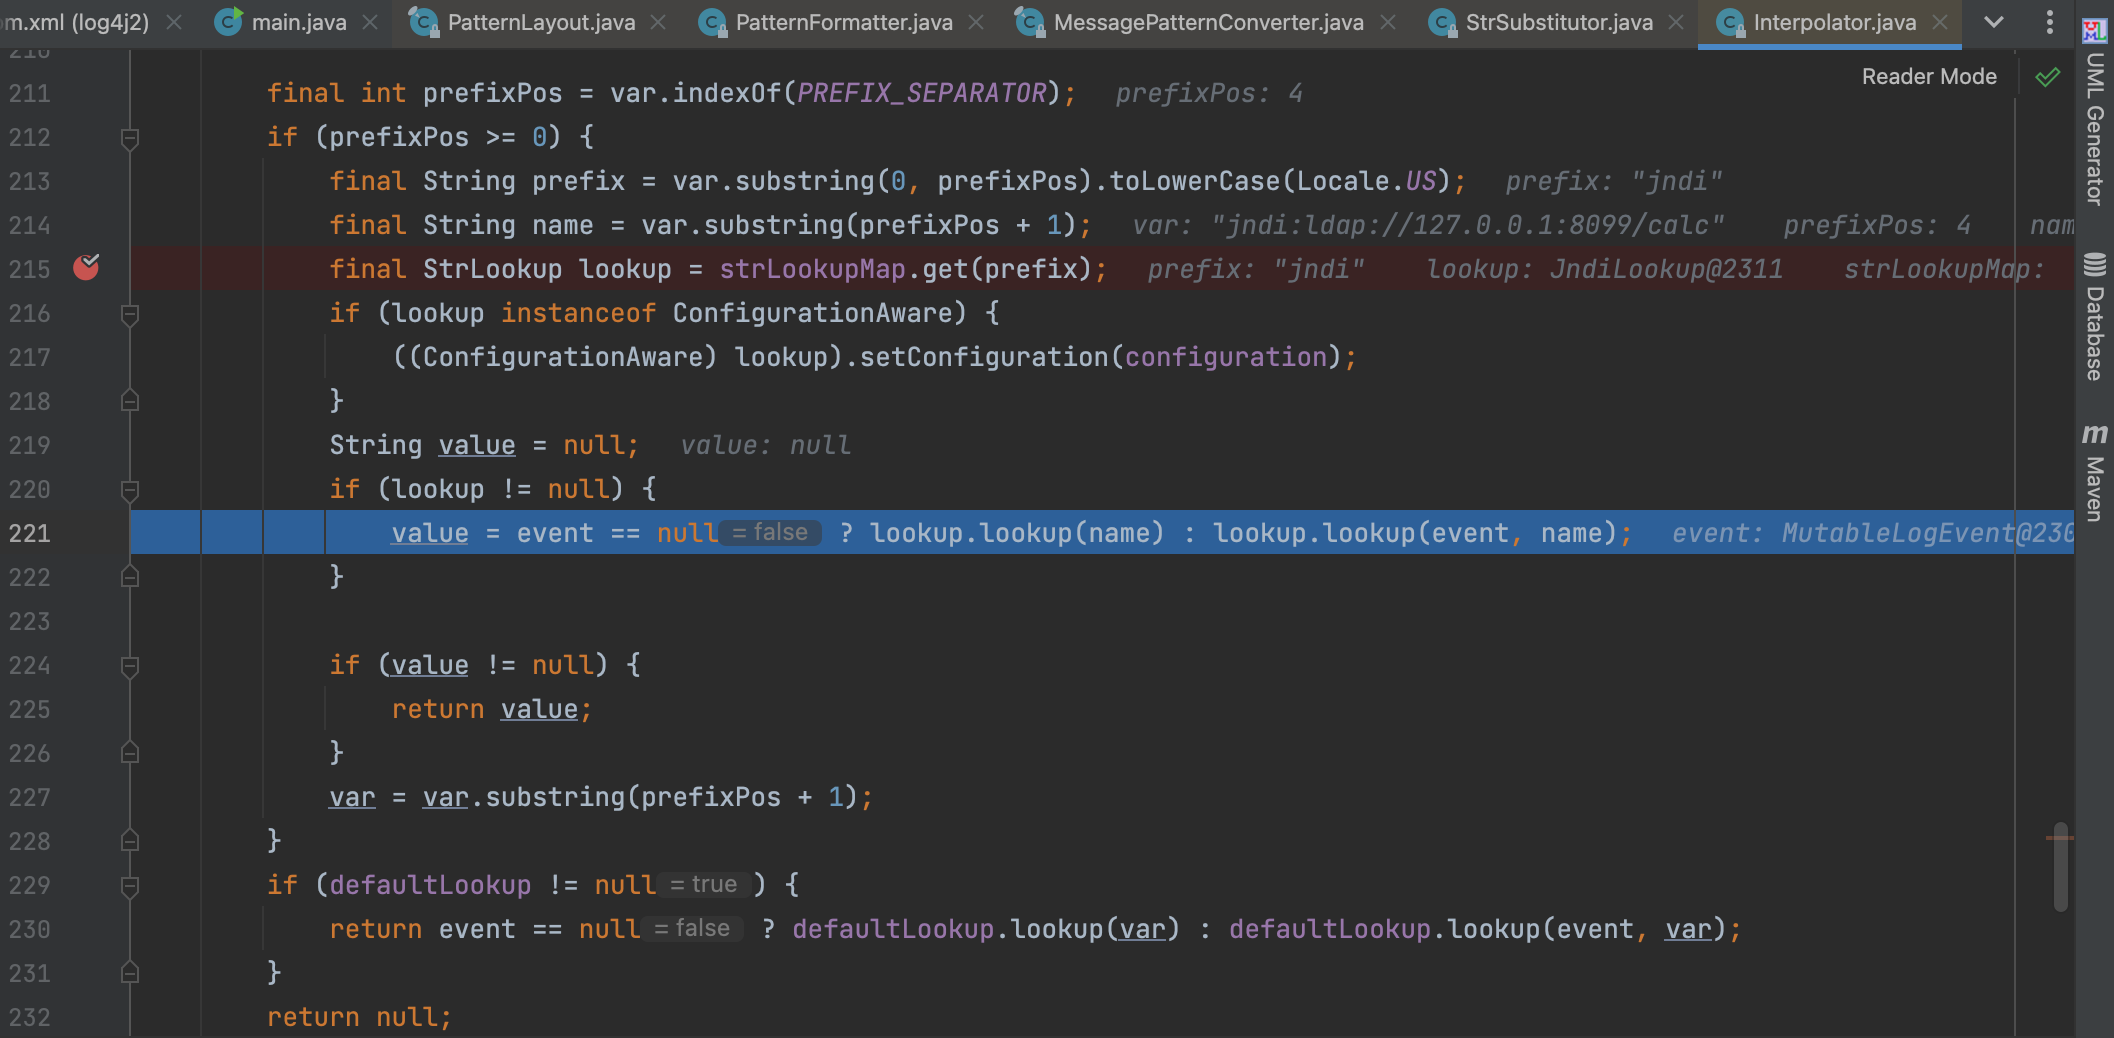 om.xml (log4j2) main.java PatternLayout.java PatternFormatter.java MessagePatternConverter.java StrSubstitutor.java Interpolator.java
210
Reader Mode
211 final int prefixPos = var.indexOf(PREFIX_SEPARATOR); prefixPos: 4
212 if (prefixPos >= 0) {
213 final String prefix = var.substring(0, prefixPos).toLowerCase(Locale.US); prefix: "jndi"
214 final String name = var.substring(prefixPos + 1); var: "jndi:ldap://127.0.0.1:8099/calc" prefixPos: 4 nam
215 final StrLookup lookup = strLookupMap.get(prefix); prefix: "jndi" lookup: JndiLookup@2311 strLookupMap:
216 if (lookup instanceof ConfigurationAware) {
217 ((ConfigurationAware) lookup).setConfiguration(configuration);
218 }
219 String value = null; value: null
220 if (lookup != null) {
221 value = event == null = false ? lookup.lookup(name) : lookup.lookup(event, name); event: MutableLogEvent@230
222 }
223
224 if (value != null) {
225 return value;
226 }
227 var = var.substring(prefixPos + 1);
228 }
229 if (defaultLookup != null = true ) {
230 return event == null = false ? defaultLookup.lookup(var) : defaultLookup.lookup(event, var);
231 }
232 return null;
UML Generator
Database
m Maven